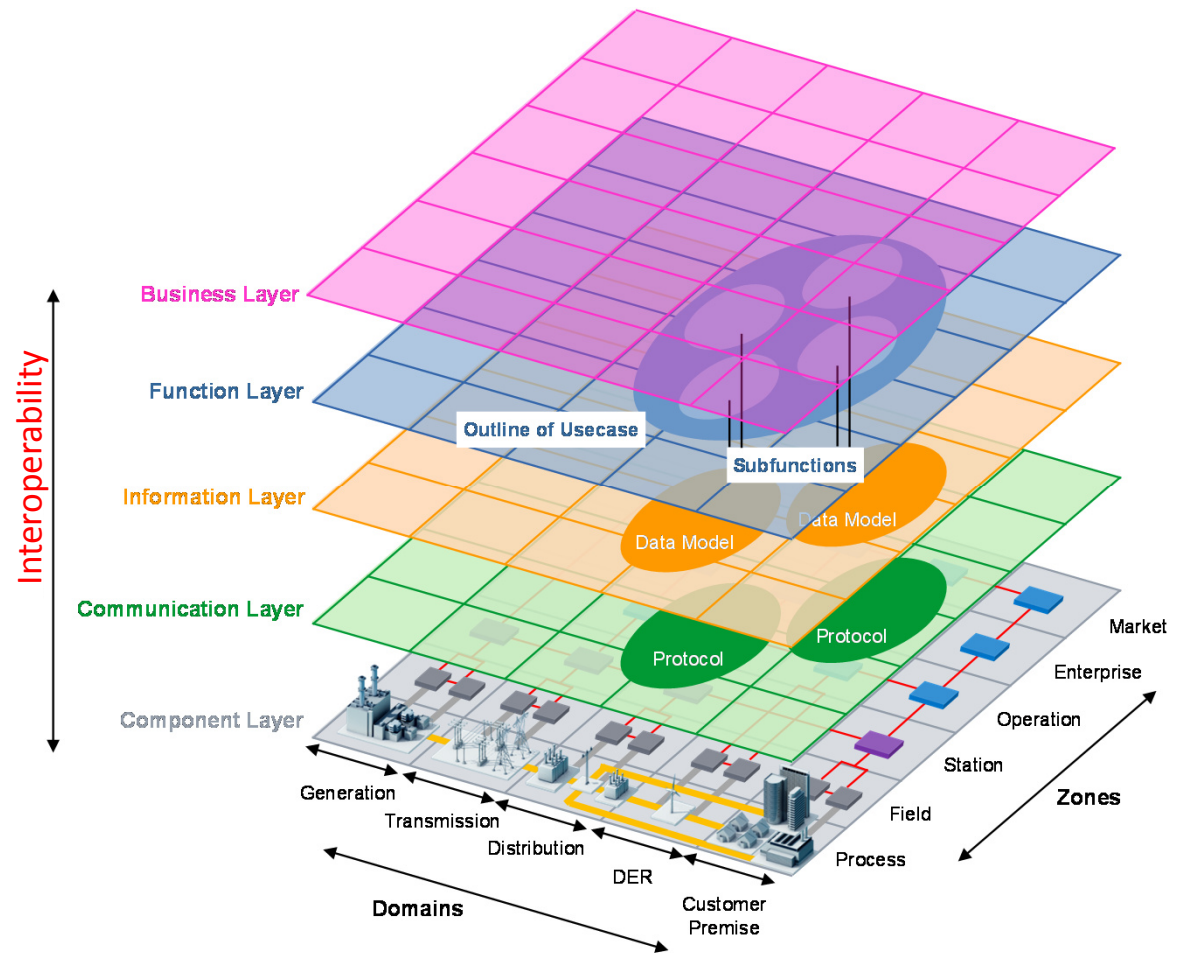 Business Layer
Function Layer
Outline of Usecase
Subfunctions
Interoperability
Information Layer
Data Model
Data Model
Communication Layer
Protocol
Protocol
Component Layer
Market
Enterprise
Operation
Station
Field
Process
Zones
Generation
Transmission
Distribution
DER
Customer
Premise
Domains